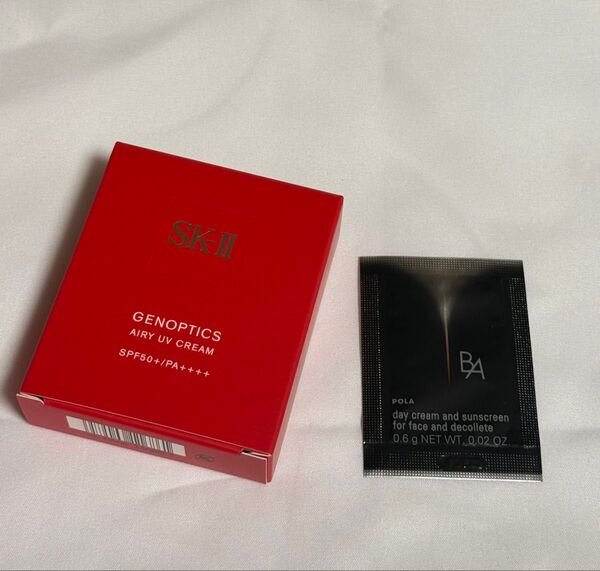 SK-II
GENOPTICS
AIRY UV CREAM
SPF50+/PA++++
BA
POLA
day cream and sunscreen
for face and decollete
0.6 g NET WT. 0.02 OZ